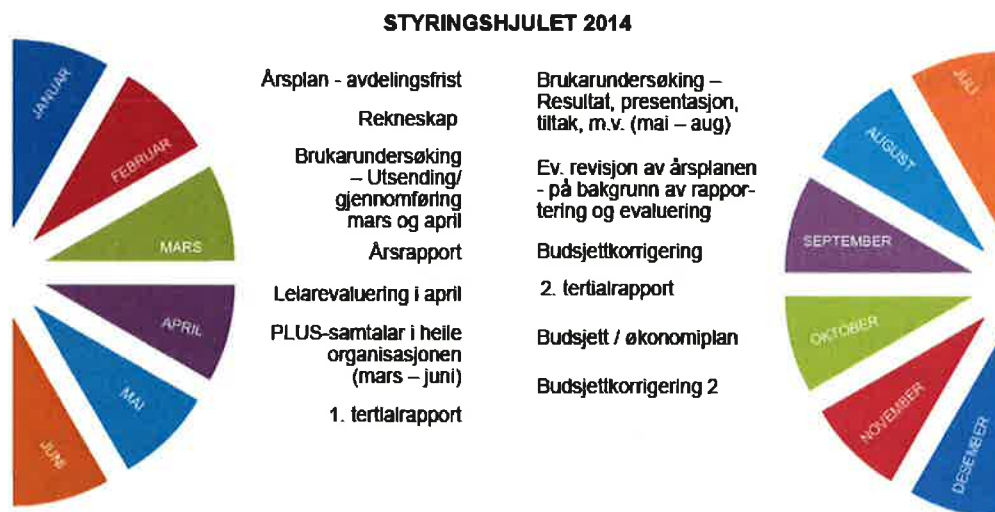 STYRINGSHJULET 2014
JANUAR
FEBRUAR
MARS
APRIL
MAI
JUNI
Årsplan - avdelingsfrist
Rekneskap
Brukarundersøking
– Utsending/
gjennomføring
mars og april
Årsrapport
Leiarevaluering i april
PLUS-samtalar i heile
organisasjonen
(mars – juni)
1. tertialrapport
Brukarundersøking –
Resultat, presentasjon,
tiltak, m.v. (mai – aug)
Ev. revisjon av årsplanen
- på bakgrunn av rappor-
tering og evaluering
Budsjettkorrigering
2. tertialrapport
Budsjett / økonomiplan
Budsjettkorrigering 2
JULI
AUGUST
SEPTEMBER
OKTOBER
NOVEMBER
DESEMBER